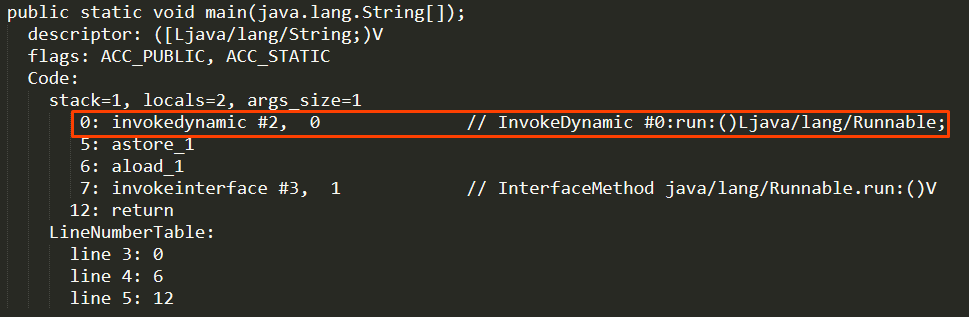 public static void main(java.lang.String[]);
descriptor: ([Ljava/lang/String;)V
flags: ACC_PUBLIC, ACC_STATIC
Code:
stack=1, locals=2, args_size=1
0: invokedynamic #2,  0              // InvokeDynamic #0:run:()Ljava/lang/Runnable;
5: astore_1
6: aload_1
7: invokeinterface #3,  1            // InterfaceMethod java/lang/Runnable.run:()V
12: return
LineNumberTable:
line 3: 0
line 4: 6
line 5: 12